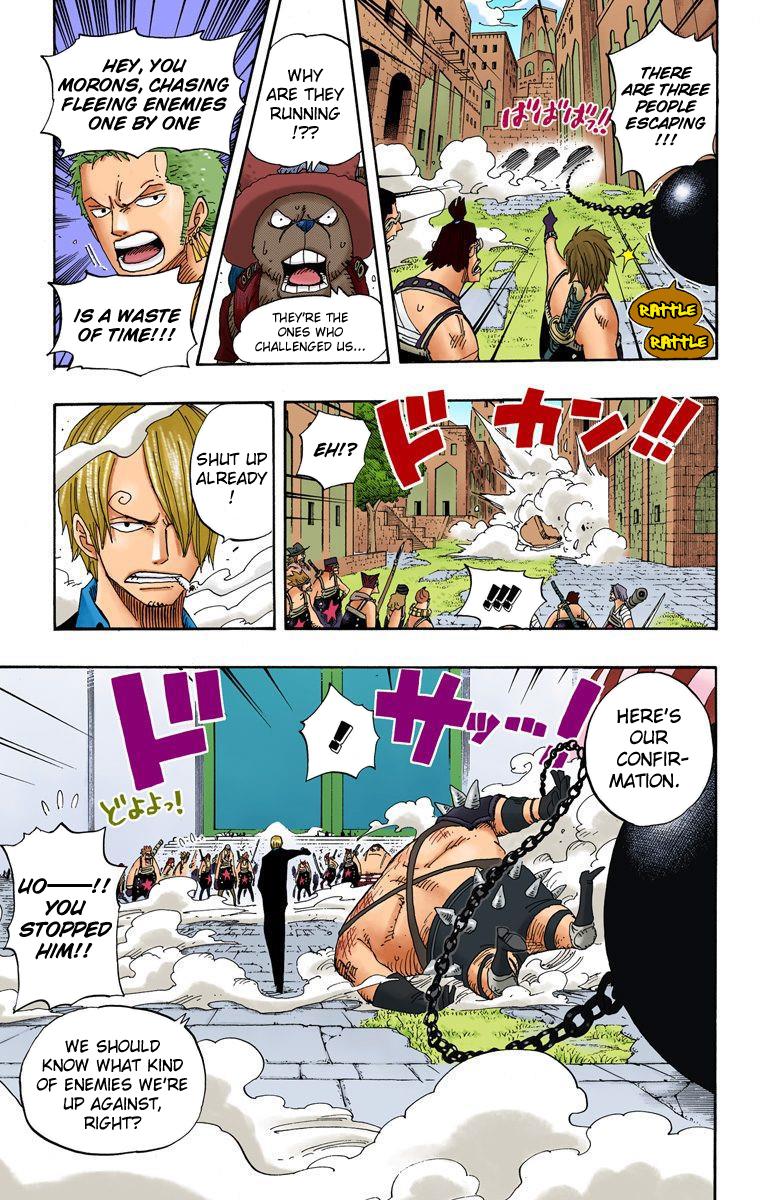 THERE
ARE THREE
PEOPLE
ESCAPING
!!!
ばばばっ!!
RATTLE
RATTLE
WHY
ARE THEY
RUNNING
!??
THEY'RE THE
ONES WHO
CHALLENGED US...
HEY, YOU
MORONS, CHASING
FLEEING ENEMIES
ONE BY ONE
IS A WASTE
OF TIME!!!
ドカン!!
EH!?
!!!
SHUT UP
ALREADY
!
HERE'S
OUR
CONFIR-
MATION.
ドサッ…!
!
どよよっ!
UO──!!
YOU
STOPPED
HIM!!
WE SHOULD
KNOW WHAT KIND
OF ENEMIES WE'RE
UP AGAINST,
RIGHT?